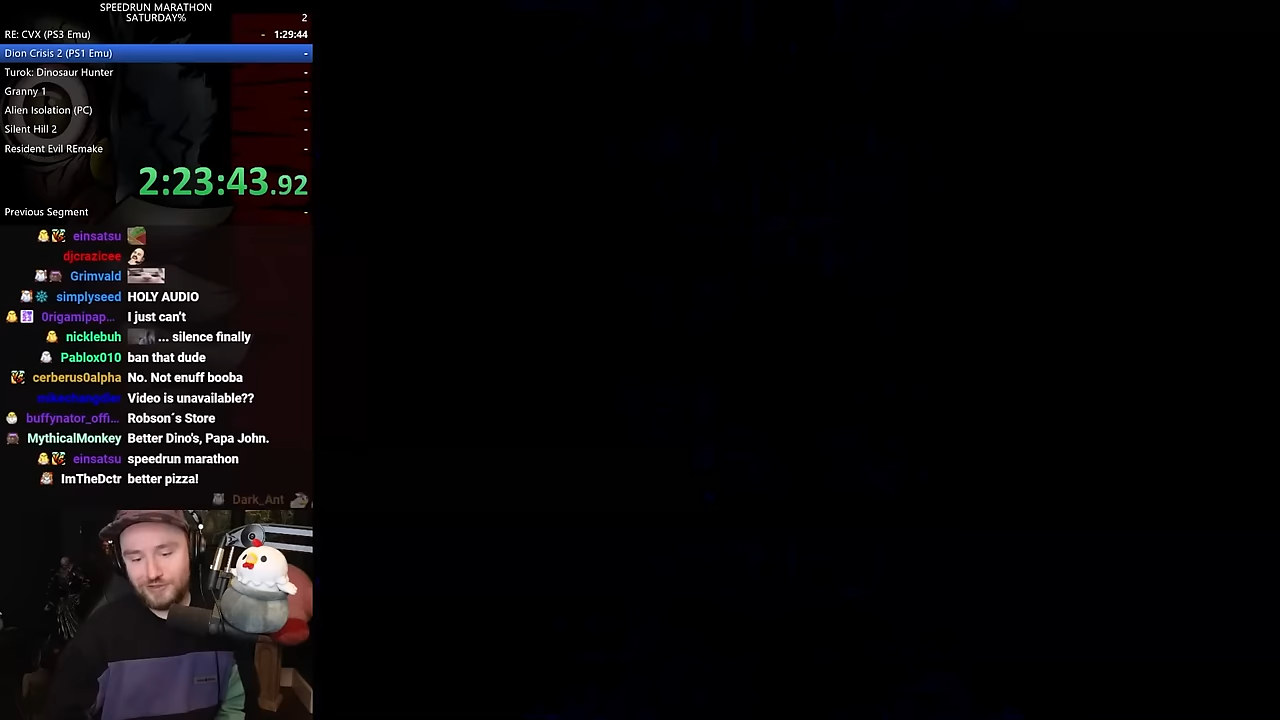 SPEEDRUN MARATHON
SATURDAY%
2
RE: CVX (PS3 Emu) - 1:29:44
Dion Crisis 2 (PS1 Emu) -
Turok: Dinosaur Hunter -
Granny 1 -
Alien Isolation (PC) -
Silent Hill 2 -
Resident Evil REmake -
2:23:43.92
Previous Segment -
einsatsu
djcrazicee
Grimvald
simplyseed HOLY AUDIO
0rigamipap... I just can't
nicklebuh ... silence finally
Pablox010 ban that dude
cerberus0alpha No. Not enuff booba
Video is unavailable??
buffynator_offi... Robson´s Store
MythicalMonkey Better Dino's, Papa John.
einsatsu speedrun marathon
ImTheDctr better pizza!
Dark_Ant